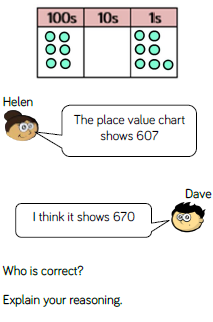 100s 10s 1s
Helen
The place value chart
shows 607
Dave
I think it shows 670
Who is correct?
Explain your reasoning.